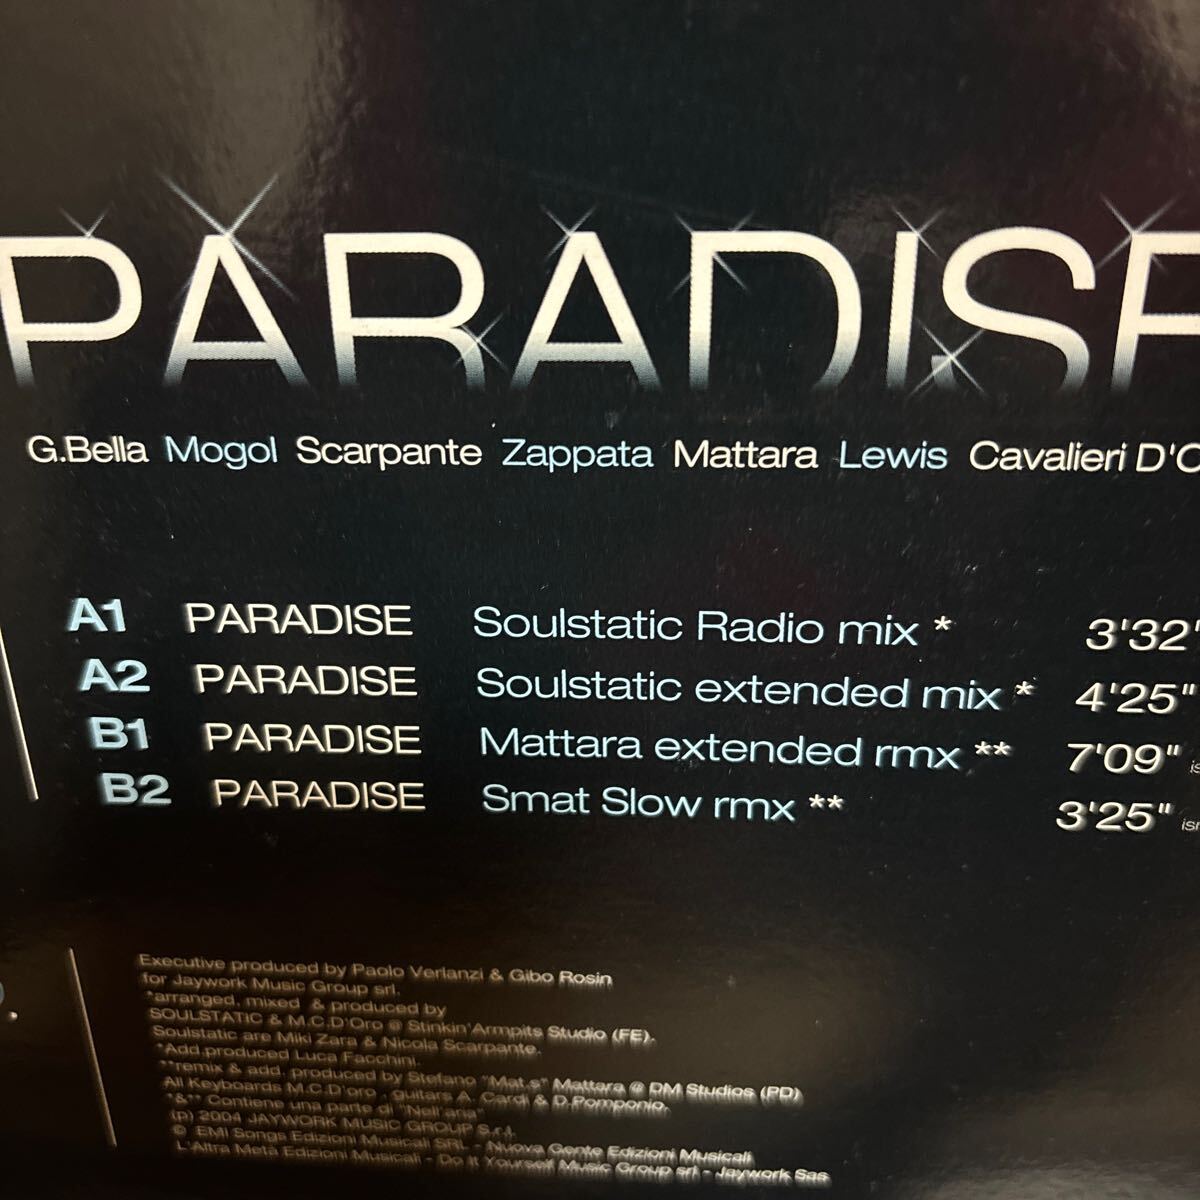 PARADISE
G.Bella Mogol Scarpante Zappata Mattara Lewis Cavalieri D'O
A1 PARADISE Soulstatic Radio mix * 3'32"
A2 PARADISE Soulstatic extended mix * 4'25"
B1 PARADISE Mattara extended rmx ** 7'09" is
B2 PARADISE Smat Slow rmx ** 3'25" isr
Executive produced by Paolo Verlanzi & Gibo Rosin
for Jaywork Music Group srl.
*arranged, mixed & produced by
SOULSTATIC & M.C.D'Oro @ Stinkin'Armpits Studio (FE).
Soulstatic are Miki Zara & Nicola Scarpante.
*Add.produced Luca Facchini.
**remix & add. produced by Stefano "Mat.s" Mattara @ DM Studios (PD)
All Keyboards M.C.D'oro , guitars A. Cardi & D.Pomponio.
*&** Contiene una parte di "Nell'aria"
(p) 2004 JAYWORK MUSIC GROUP S.r.l.
© EMI Songs Edizioni Musicali SRL - Nuova Gente Edizioni Musicali
L'Altra Metà Edizioni Musicali - Do It Yourself Music Group srl - Jaywork Sas